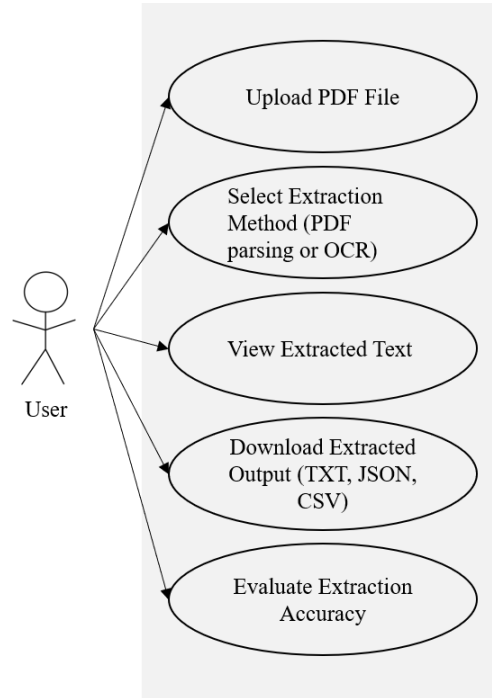 Upload PDF File
Select Extraction
Method (PDF
parsing or OCR)
View Extracted Text
User
Download Extracted
Output (TXT, JSON,
CSV)
Evaluate Extraction
Accuracy